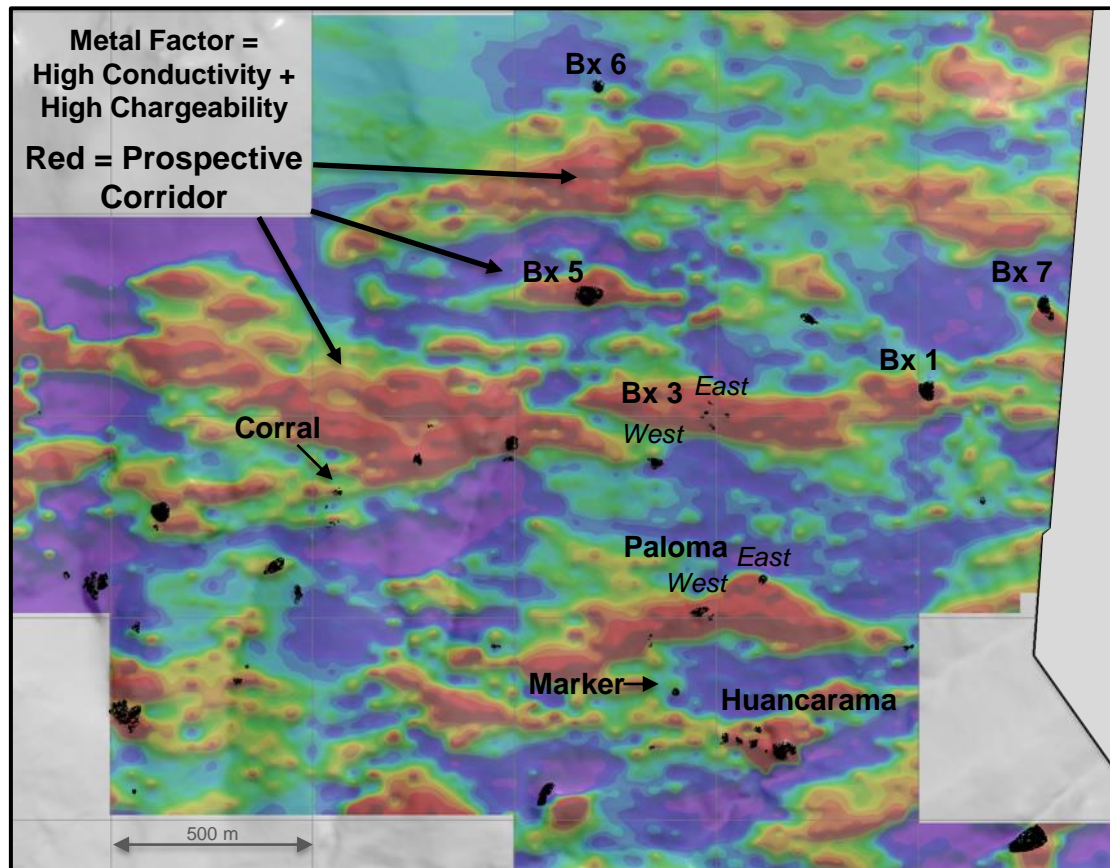 Metal Factor =
High Conductivity +
High Chargeability
Red = Prospective
Corridor
Bx 6
Bx 5
Bx 7
Bx 1
Bx 3 East
West
Corral
Paloma East
West
Marker
Huancarama
500 m